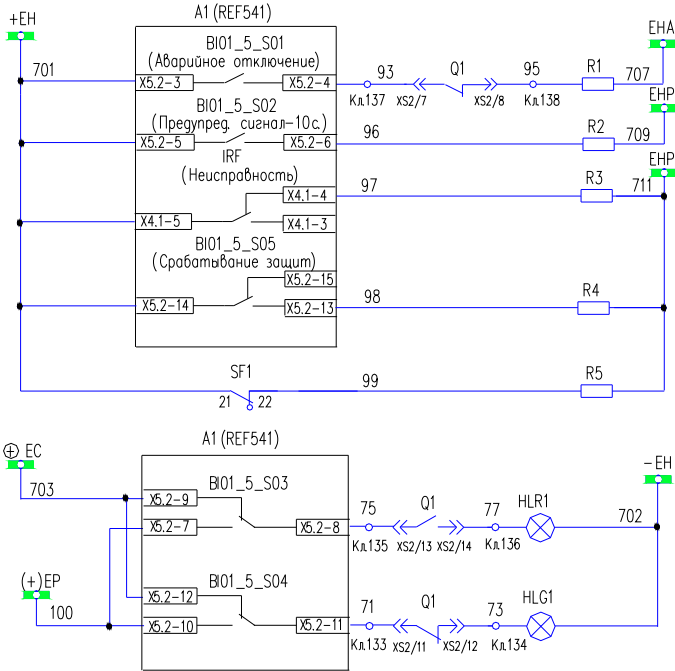 +EH
A1 (REF541)
EHA
BI01_5_S01
(Аварийное отключение)
701
X5.2-3
X5.2-4
93
Q1
95
R1
707
Кл.137
XS2/7
XS2/8
Кл.138
EHP
BI01_5_S02
(Предупред. сигнал-10с.)
X5.2-5
X5.2-6
96
R2
709
IRF
(Неисправность)
EHP
X4.1-4
97
R3
711
X4.1-5
X4.1-3
BI01_5_S05
(Срабатывание защит)
X5.2-15
X5.2-14
X5.2-13
98
R4
SF1
21
22
99
R5
A1 (REF541)
+ EC
-EH
703
BI01_5_S03
X5.2-9
X5.2-7
X5.2-8
75
Q1
77
HLR1
702
Кл.135
XS2/13
XS2/14
Кл.136
(+)EP
100
BI01_5_S04
X5.2-12
X5.2-10
X5.2-11
71
Q1
73
HLG1
Кл.133
XS2/11
XS2/12
Кл.134